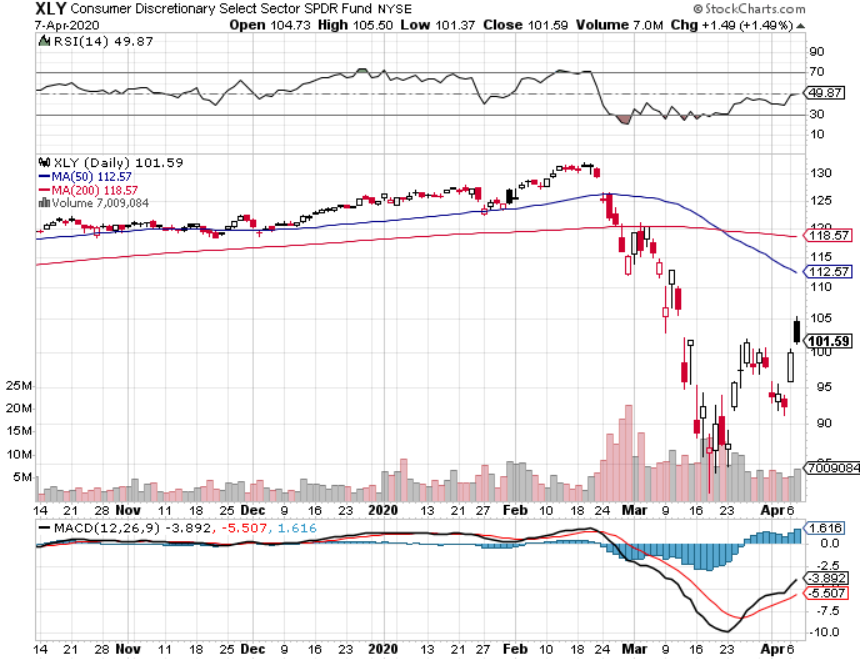 XLY Consumer Discretionary Select Sector SPDR Fund NYSE © StockCharts.com
7-Apr-2020 Open 104.73 High 105.50 Low 101.37 Close 101.59 Volume 7.0M Chg +1.49 (+1.49%)
RSI(14) 49.87
90
70
49.87
30
10
XLY (Daily) 101.59
MA(50) 112.57
MA(200) 118.57
Volume 7,009,084
130
125
120
118.57
115
112.57
110
105
101.59
100
95
90
25M
20M
15M
10M
5M
7009084
14 21 28 Nov 11 18 25 Dec 9 16 23 2020 13 21 27 Feb 10 18 24 Mar 9 16 23 Apr 6
MACD(12,26,9) -3.892, -5.507, 1.616
1.616
0.0
-2.5
-3.892
-5.507
-7.5
-10.0
14 21 28 Nov 11 18 25 Dec 9 16 23 2020 13 21 27 Feb 10 18 24 Mar 9 16 23 Apr 6